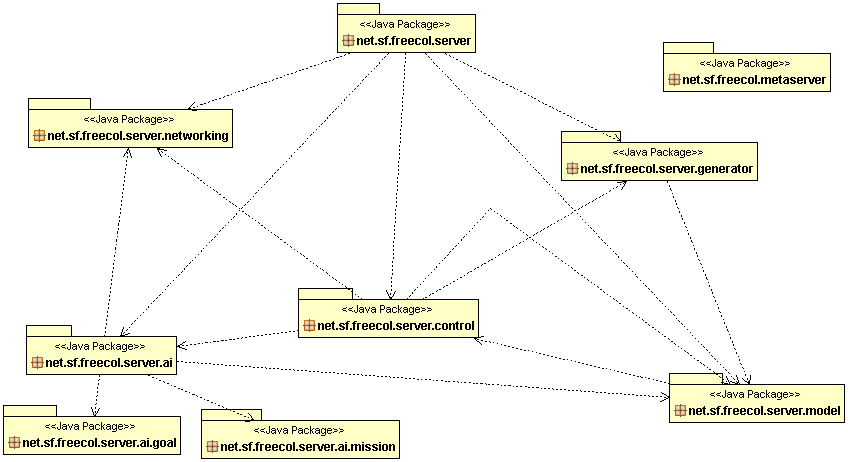 <<Java Package>>
net.sf.freecol.server
<<Java Package>>
net.sf.freecol.metaserver
<<Java Package>>
net.sf.freecol.server.networking
<<Java Package>>
net.sf.freecol.server.generator
<<Java Package>>
net.sf.freecol.server.control
<<Java Package>>
net.sf.freecol.server.ai
<<Java Package>>
net.sf.freecol.server.model
<<Java Package>>
net.sf.freecol.server.ai.goal
<<Java Package>>
net.sf.freecol.server.ai.mission